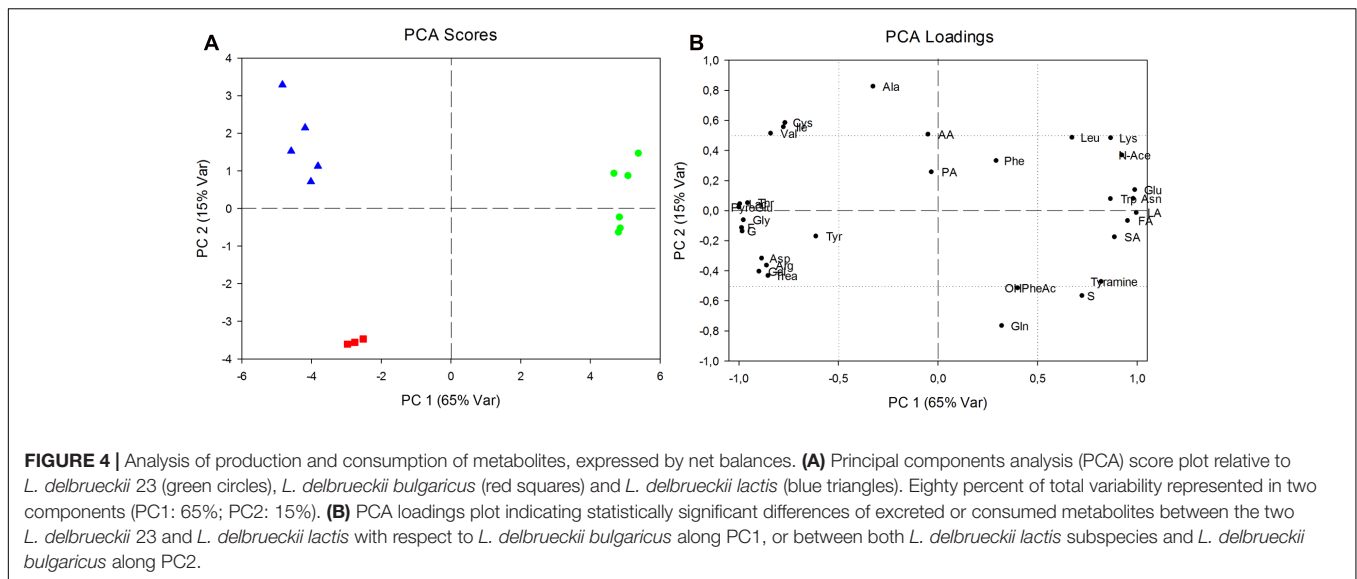 A
PCA Scores
4
3
2
1
0
-1
-2
-3
-4
-6
-4
-2
0
2
4
6
PC 2 (15% Var)
PC 1 (65% Var)
B
PCA Loadings
1,0
0,8
0,6
0,4
0,2
0,0
-0,2
-0,4
-0,6
-0,8
-1,0
-1,0
-0,5
0,0
0,5
1,0
PC 2 (15% Var)
PC 1 (65% Var)
Ala
Cys
Ile
Val
AA
Leu
Lys
N-Ace
Phe
PA
Glu
Trp
Asn
LA
FA
SA
Thr
Gly
F
G
Tyr
Asp
Arg
Gal
Trea
Tyramine
OHPheAc
S
Gln
FIGURE 4 | Analysis of production and consumption of metabolites, expressed by net balances. (A) Principal components analysis (PCA) score plot relative to
L. delbrueckii 23 (green circles), L. delbrueckii bulgaricus (red squares) and L. delbrueckii lactis (blue triangles). Eighty percent of total variability represented in two
components (PC1: 65%; PC2: 15%). (B) PCA loadings plot indicating statistically significant differences of excreted or consumed metabolites between the two
L. delbrueckii 23 and L. delbrueckii lactis with respect to L. delbrueckii bulgaricus along PC1, or between both L. delbrueckii lactis subspecies and L. delbrueckii
bulgaricus along PC2.